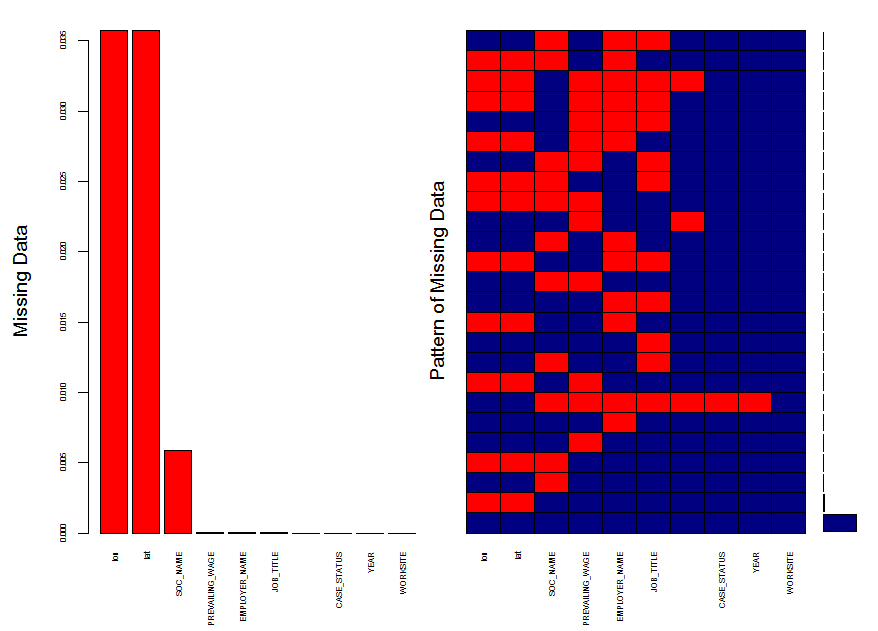 Missing Data
0.035
0.030
0.025
0.020
0.015
0.010
0.005
0.000
lon
lat
SOC_NAME
PREVAILING_WAGE
EMPLOYER_NAME
JOB_TITLE
CASE_STATUS
YEAR
WORKSITE
Pattern of Missing Data
lon
lat
SOC_NAME
PREVAILING_WAGE
EMPLOYER_NAME
JOB_TITLE
CASE_STATUS
YEAR
WORKSITE